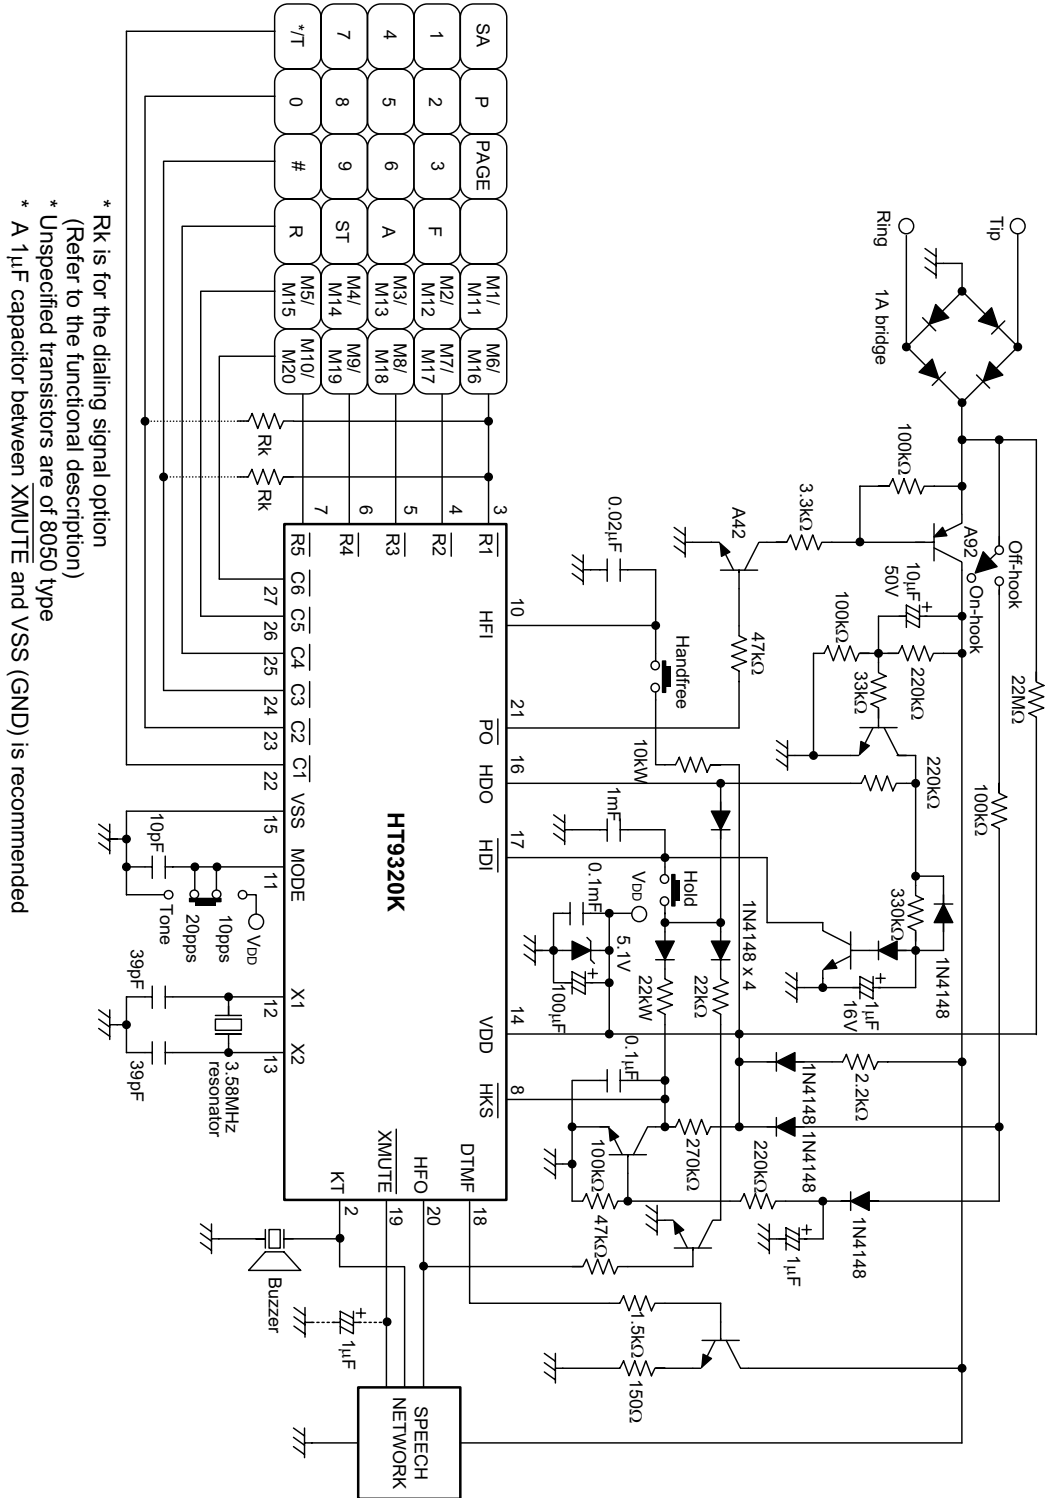 Tip
Ring
1A bridge
100kΩ
3.3kΩ
A42
47kΩ
A92
Off-hook
On-hook
10μF
50V
100kΩ
33kΩ
220kΩ
220kΩ
22MΩ
100kΩ
330kΩ
1N4148
1μF
16V
SA
P
PAGE
M1/
M11
M6/
M16
1
2
3
F
M2/
M12
M7/
M17
4
5
6
A
M3/
M13
M8/
M18
7
8
9
ST
M4/
M14
M9/
M19
*/T
0
#
R
M5/
M15
M10/
M20
Rk
Rk
0.02μF
Handfree
10kW
1mF
Hold
0.1mF
VDD
5.1V
100μF
1N4148 x 4
22kΩ
22kW
0.1μF
1N4148
2.2kΩ
1N4148
270kΩ
100kΩ
220kΩ
1N4148
1μF
47kΩ
1.5kΩ
150Ω
3
4
5
6
7
10
21
16
17
14
8
18
R1
R2
R3
R4
R5
HFI
PO
HDO
HDI
VDD
HKS
DTMF
HT9320K
C6
C5
C4
C3
C2
C1
VSS
MODE
X1
X2
KT
XMUTE
HFO
27
26
25
24
23
22
15
11
12
13
2
19
20
10pF
Tone
20pps
10pps
VDD
39pF
39pF
3.58MHz
resonator
Buzzer
1μF
SPEECH
NETWORK
* Rk is for the dialing signal option
(Refer to the functional description)
* Unspecified transistors are of 8050 type
* A 1μF capacitor between XMUTE and VSS (GND) is recommended